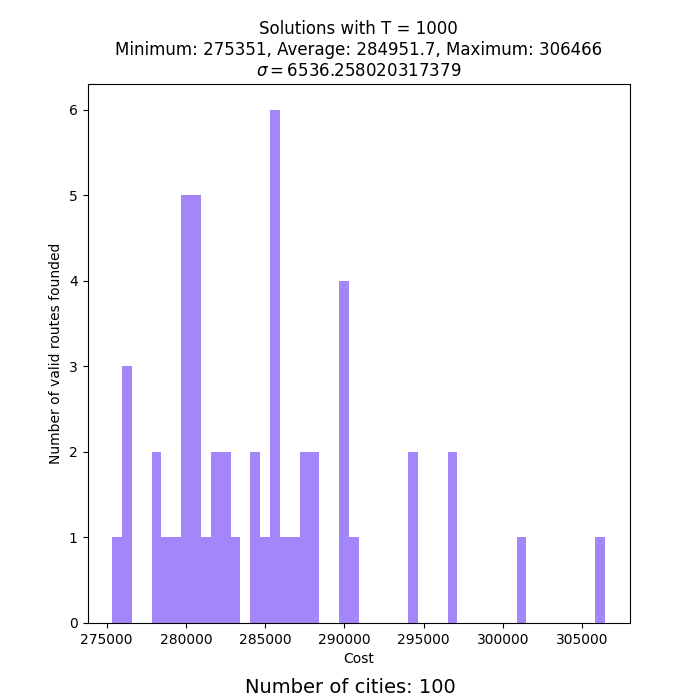 Solutions with T = 1000
Minimum: 275351, Average: 284951.7, Maximum: 306466
σ = 6536.258020317379
Number of valid routes founded
6
5
4
3
2
1
0
275000 280000 285000 290000 295000 300000 305000
Cost
Number of cities: 100